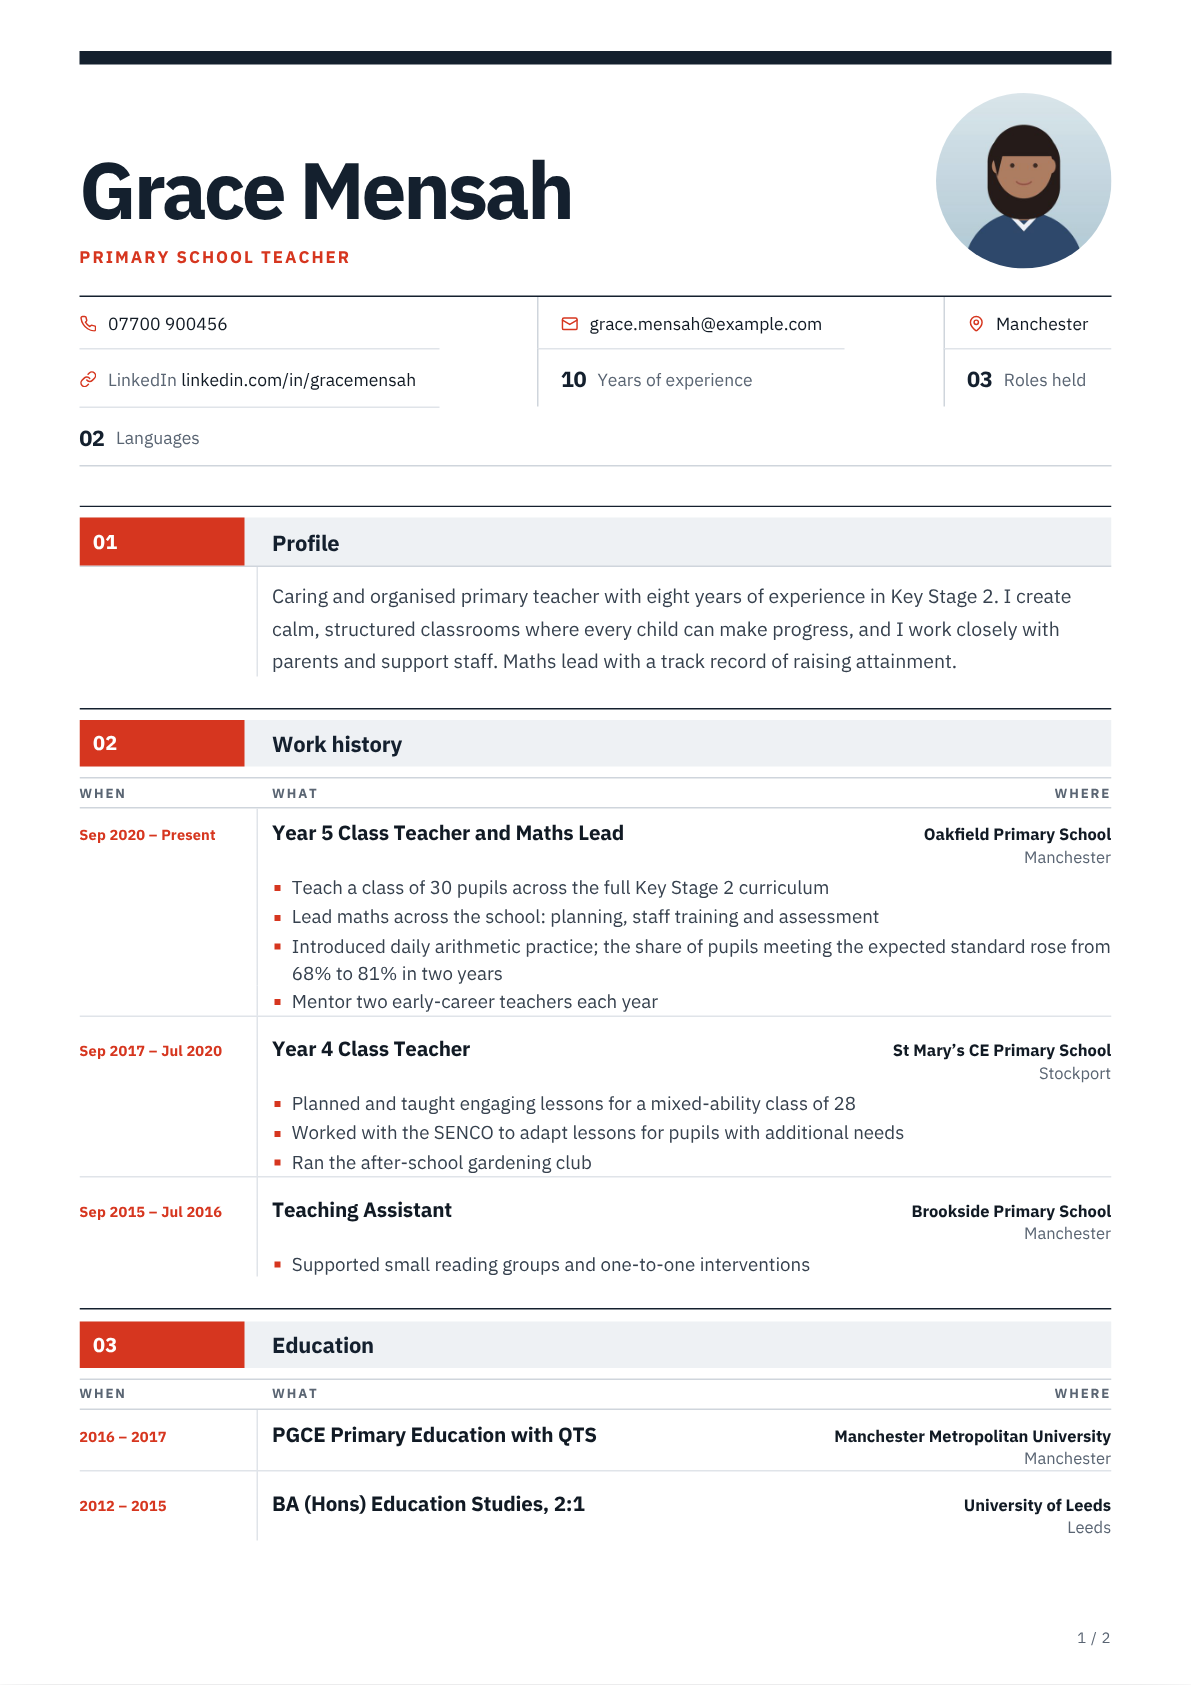 Grace Mensah
PRIMARY SCHOOL TEACHER
07700 900456
grace.mensah@example.com
Manchester
LinkedIn linkedin.com/in/gracemensah
10 Years of experience
03 Roles held
02 Languages
01 Profile
Caring and organised primary teacher with eight years of experience in Key Stage 2. I create
calm, structured classrooms where every child can make progress, and I work closely with
parents and support staff. Maths lead with a track record of raising attainment.
02 Work history
WHEN WHAT WHERE
Sep 2020 – Present Year 5 Class Teacher and Maths Lead Oakfield Primary School
Manchester
Teach a class of 30 pupils across the full Key Stage 2 curriculum
Lead maths across the school: planning, staff training and assessment
Introduced daily arithmetic practice; the share of pupils meeting the expected standard rose from
68% to 81% in two years
Mentor two early-career teachers each year
Sep 2017 – Jul 2020 Year 4 Class Teacher St Mary’s CE Primary School
Stockport
Planned and taught engaging lessons for a mixed-ability class of 28
Worked with the SENCO to adapt lessons for pupils with additional needs
Ran the after-school gardening club
Sep 2015 – Jul 2016 Teaching Assistant Brookside Primary School
Manchester
Supported small reading groups and one-to-one interventions
03 Education
WHEN WHAT WHERE
2016 – 2017 PGCE Primary Education with QTS Manchester Metropolitan University
Manchester
2012 – 2015 BA (Hons) Education Studies, 2:1 University of Leeds
Leeds
1 / 2